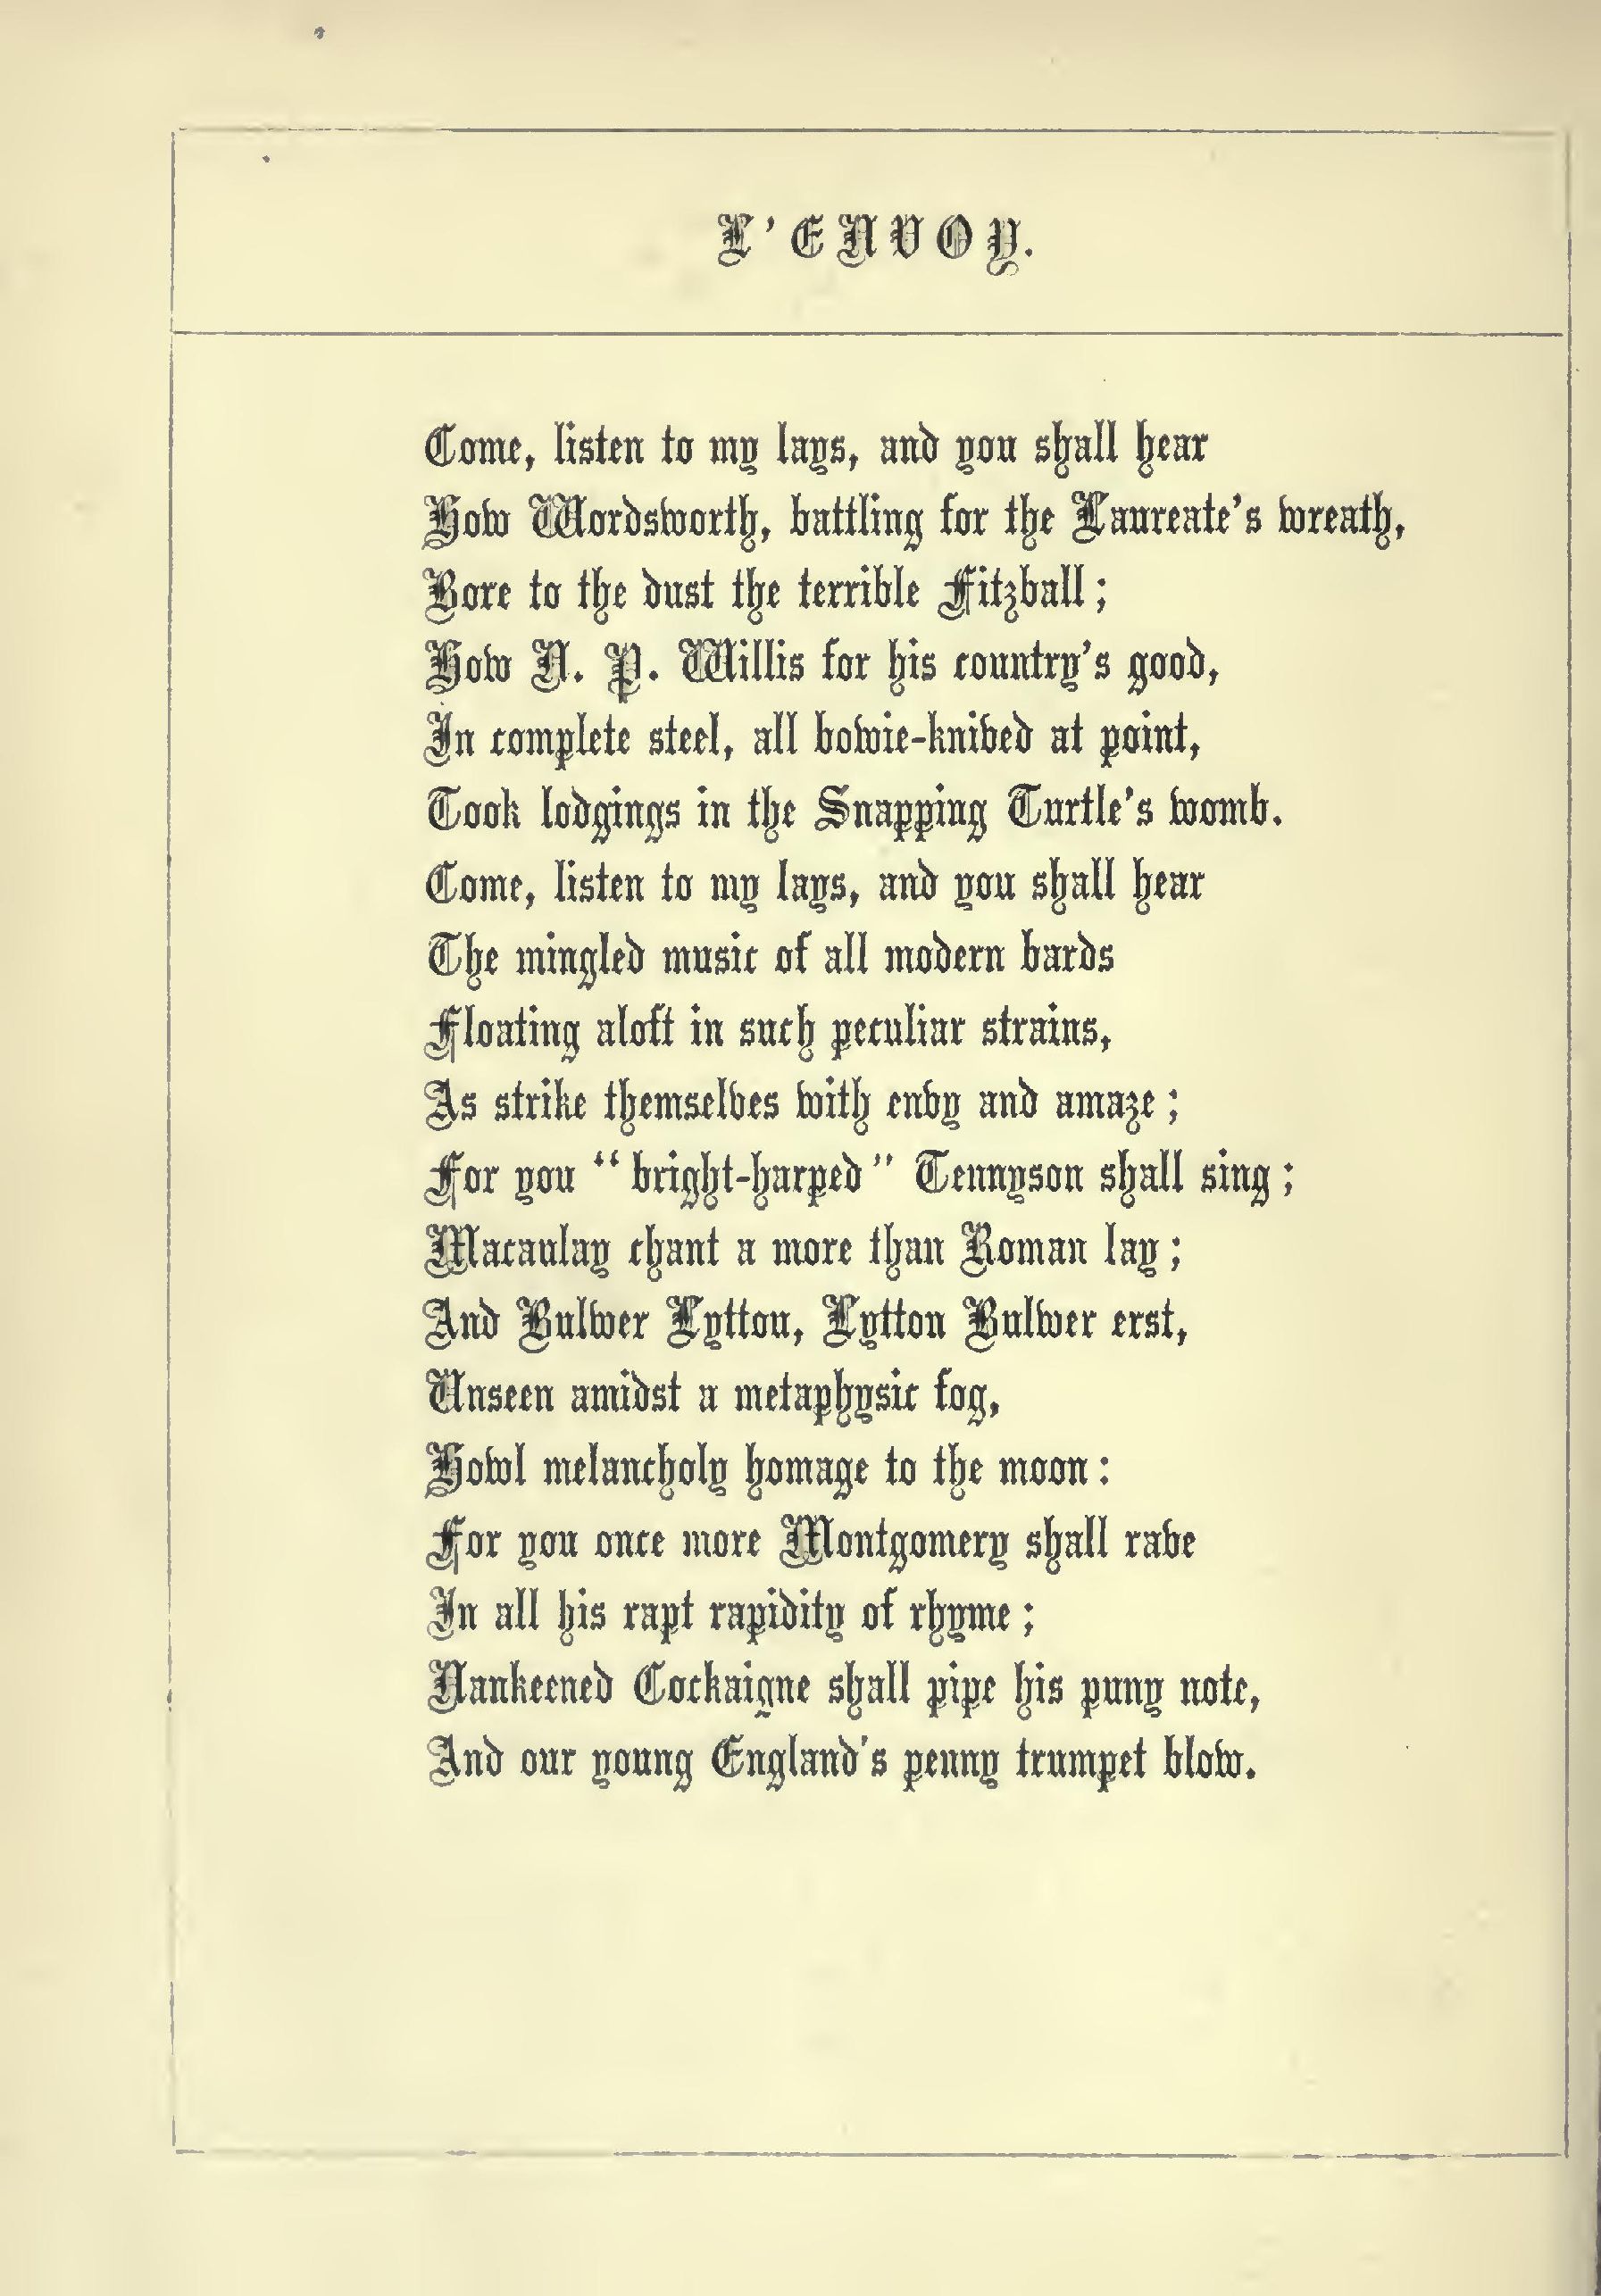 L'ENVOY.
Come, listen to my lays, and you shall hear
How Wordsworth, battling for the Laureate's wreath,
Bore to the dust the terrible Fitzball;
How N. P. Willis for his country's good,
In complete steel, all bowie-knived at point,
Took lodgings in the Snapping Turtle's womb.
Come, listen to my lays, and you shall hear
The mingled music of all modern bards
Floating aloft in such peculiar strains,
As strike themselves with envy and amaze;
For you "bright-harped" Tennyson shall sing;
Macaulay chant a more than Roman lay;
And Bulwer Lytton, Lytton Bulwer erst,
Unseen amidst a metaphysic fog,
Howl melancholy homage to the moon:
For you once more Montgomery shall rave
In all his rapt rapidity of rhyme;
Nankeened Cockaigne shall pipe his puny note,
And our young England's penny trumpet blow.